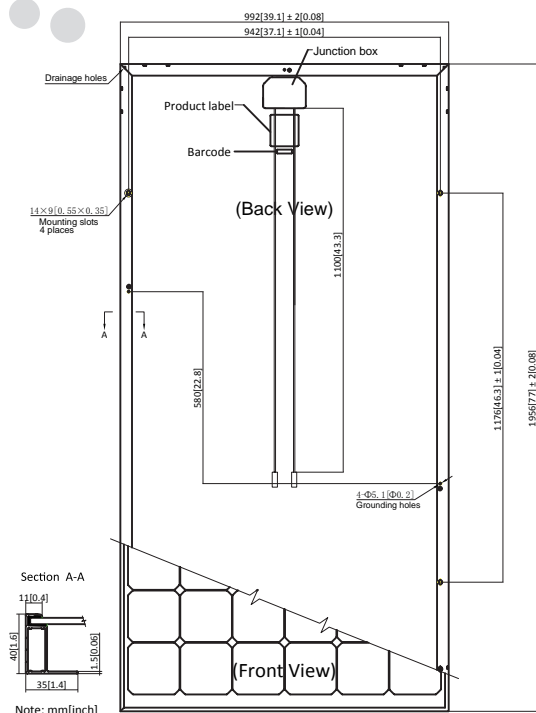 992[39.1] ± 2[0.08]
942[37.1] ± 1[0.04]
Junction box
Drainage holes
Product label
Barcode
14×9[0.55×0.35]
Mounting slots
4 places
(Back View)
1100[43.3]
A A
580[22.8]
1176[46.3] ± 1[0.04]
1956[77] ± 2[0.08]
4-Φ5.1[Φ0.2]
Grounding holes
Section A-A
11[0.4]
40[1.6]
1.5[0.06]
35[1.4]
(Front View)
Note: mm[inch]